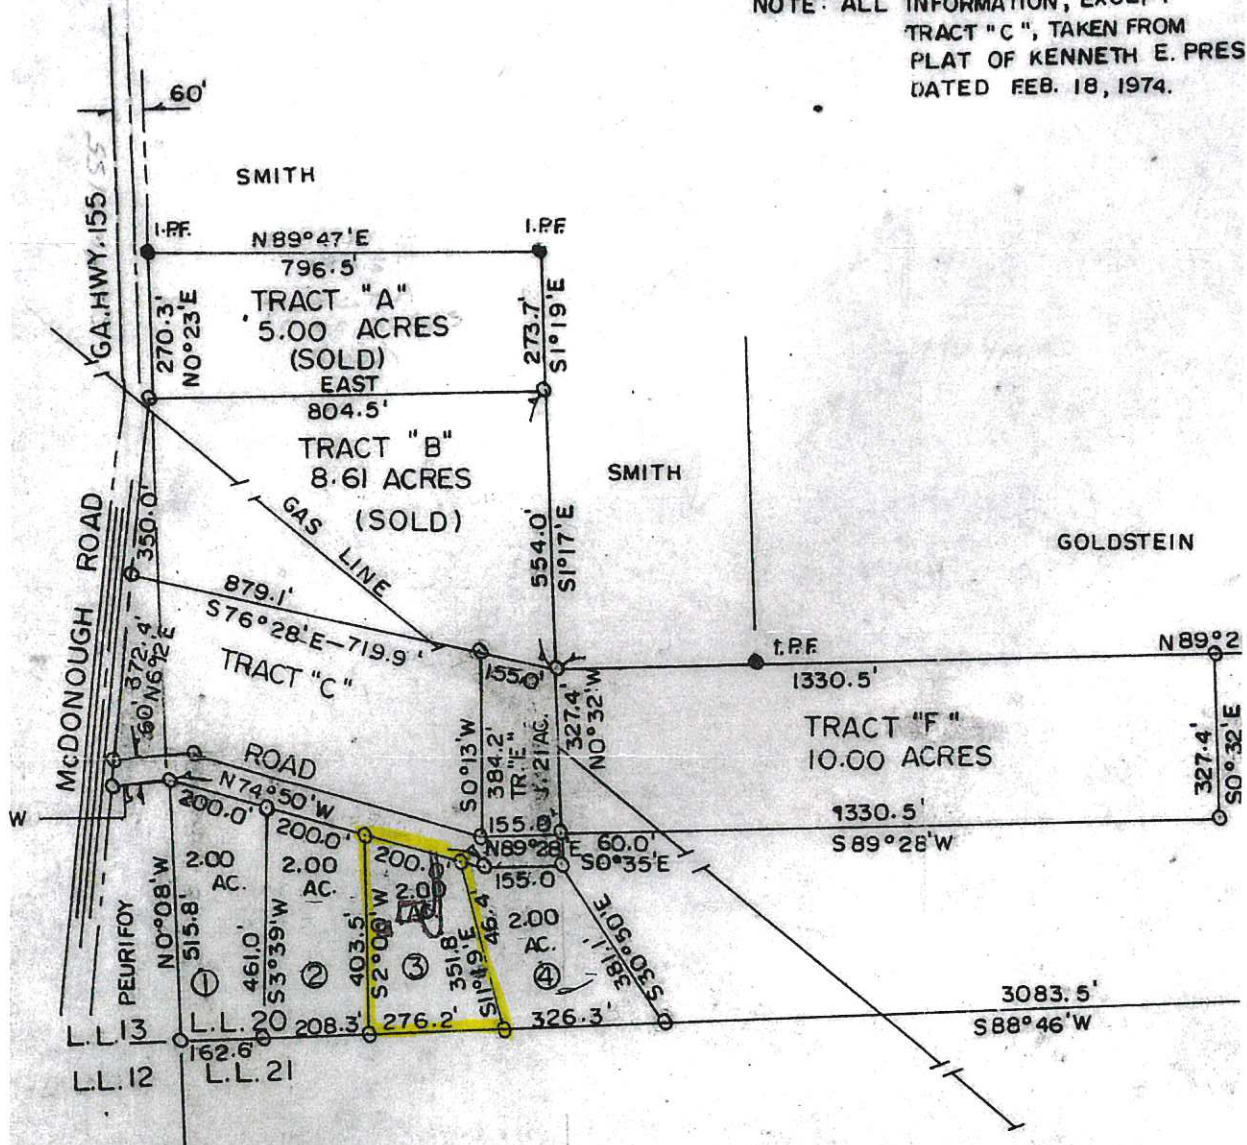 NOTE: ALL INFORMATION, EXCEPT
TRACT "C", TAKEN FROM
PLAT OF KENNETH E. PRES
DATED FEB. 18, 1974.
60'
GA. HWY. 155
SMITH
I.P.F.
I.P.F.
N89°47'E
796.5'
TRACT "A"
5.00 ACRES
(SOLD)
270.3'
N0°23'E
273.7'
S1°19'E
EAST
804.5'
TRACT "B"
8.61 ACRES
(SOLD)
SMITH
GAS LINE
GOLDSTEIN
McDONOUGH ROAD
350.0'
554.0'
S1°17'E
879.1'
S76°28'E-719.9'
TRACT "C"
372.4'
60'
155.0'
I.P.F.
N89°2
1330.5'
327.4'
N0°32'W
TRACT "F"
10.00 ACRES
327.4'
S0°32'E
S0°13'W
384.2'
TR. "E"
ROAD
N74°50'W
1330.5'
S89°28'W
W
200.0'
200.0'
200.0'
155.0'
N89°28'E
60.0'
S0°35'E
155.0
2.00
AC.
2.00
AC.
2.00
AC.
2.00
AC.
PEURIFOY
N0°08'W
515.8'
461.0'
S3°39'W
403.5'
S2°00'W
351.8
S11°49'E
46.4'
381.1'
S30°50'E
1
2
3
4
3083.5'
S88°46'W
L.L.13
L.L.20
162.6'
208.3'
276.2'
326.3'
L.L.12
L.L.21